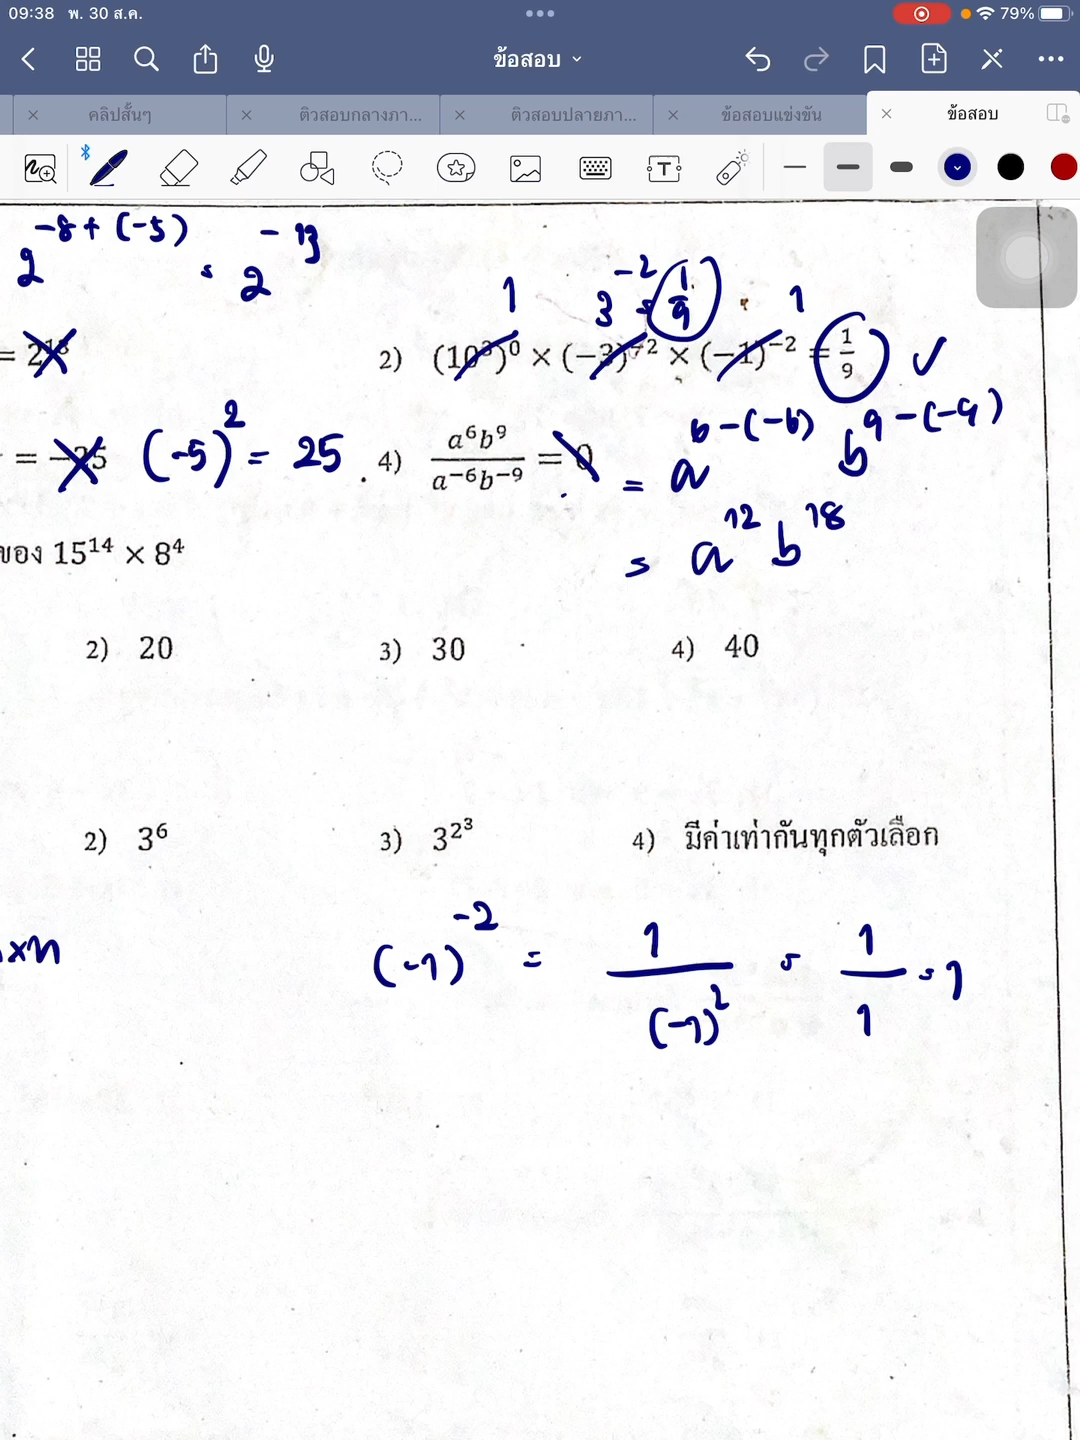 09:38 พ. 30 ส.ค. 79%
ข้อสอบ
คลิปสั้นๆ ติวสอบกลางภา... ติวสอบปลายภา... ข้อสอบแข่งขัน ข้อสอบ
2^{-8+(-5)} = 2^{-13}
1 3^{-2} = 1/9 · 1
2) (10³)⁰ × (−3)⁻² × (−1)⁻² = 1/9 ✓
(-5)² = 25 4) a⁶b⁹/a⁻⁶b⁻⁹ = 0 = a^{6-(-6)} b^{9-(-9)}
= a¹² b¹⁸
ของ 15¹⁴ × 8⁴
2) 20 3) 30 4) 40
2) 3⁶ 3) 3^{2³} 4) มีค่าเท่ากันทุกตัวเลือก
×n (-1)⁻² = 1/(-1)² = 1/1 = 1